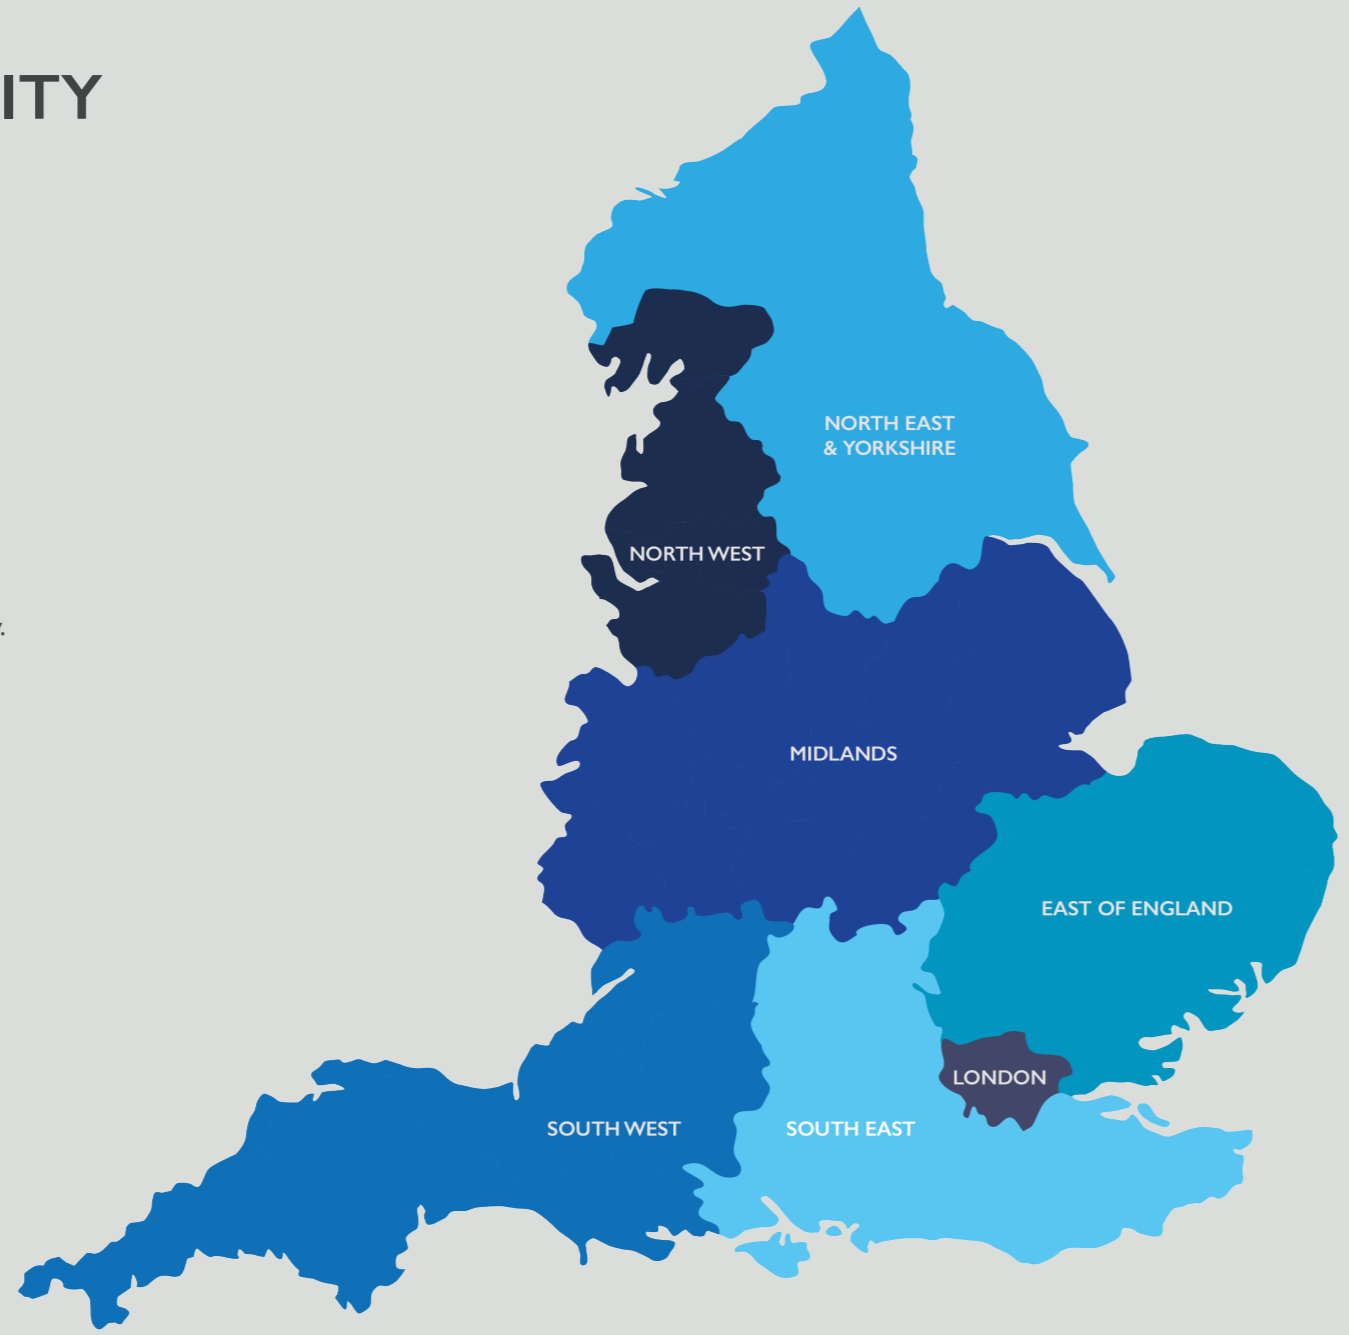 ITY
NORTH EAST
& YORKSHIRE
NORTH WEST
MIDLANDS
EAST OF ENGLAND
LONDON
SOUTH WEST
SOUTH EAST